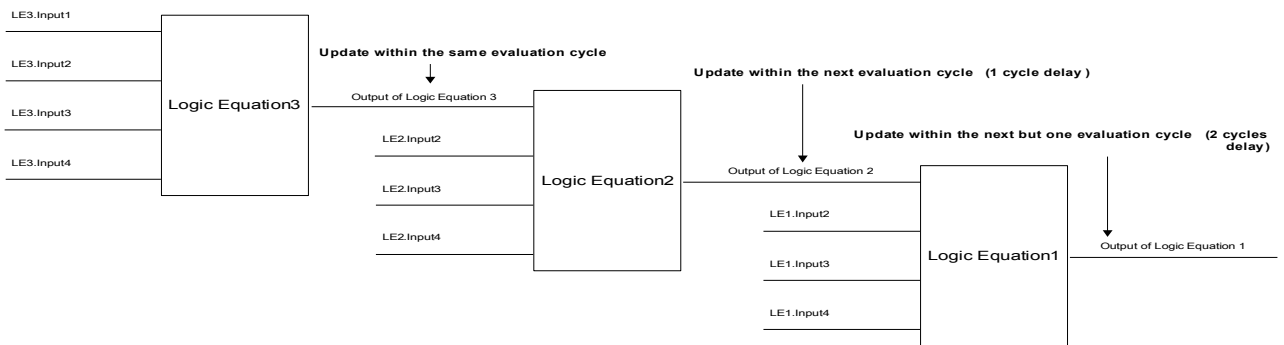 LE3.Input1
LE3.Input2
LE3.Input3
LE3.Input4
Logic Equation3
Update within the same evaluation cycle
Output of Logic Equation 3
LE2.Input2
LE2.Input3
LE2.Input4
Logic Equation2
Update within the next evaluation cycle (1 cycle delay )
Output of Logic Equation 2
LE1.Input2
LE1.Input3
LE1.Input4
Logic Equation1
Update within the next but one evaluation cycle (2 cycles
delay)
Output of Logic Equation 1